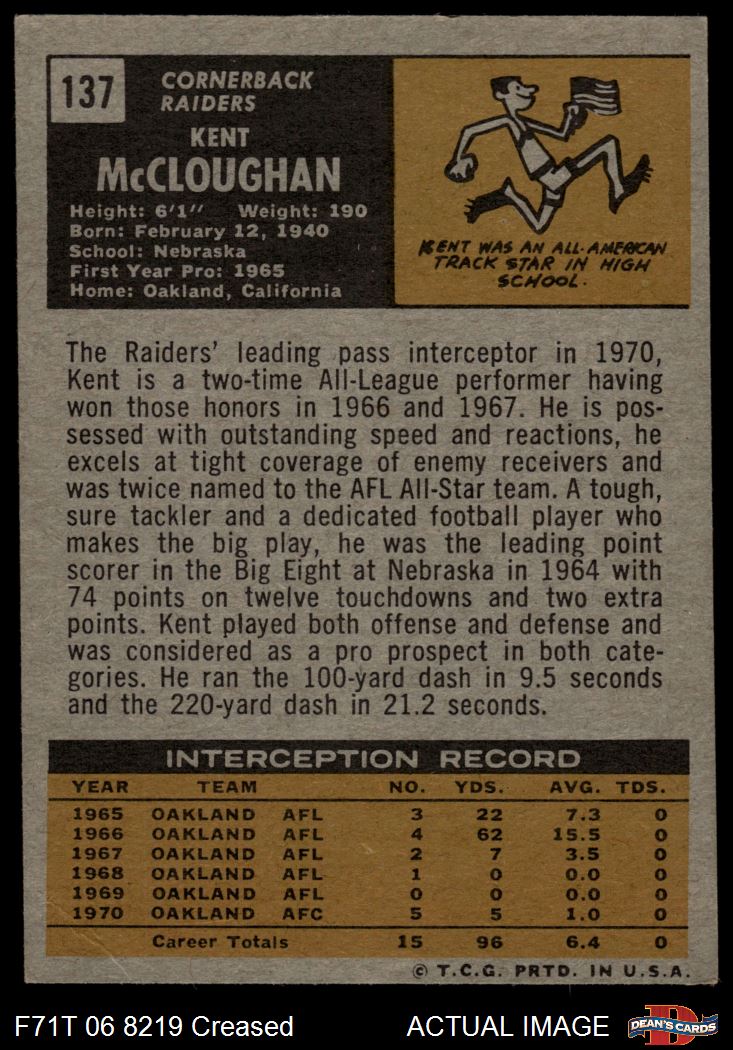 137
CORNERBACK
RAIDERS
KENT
McCLOUGHAN
Height: 6'1" Weight: 190
Born: February 12, 1940
School: Nebraska
First Year Pro: 1965
Home: Oakland, California
KENT WAS AN ALL-AMERICAN
TRACK STAR IN HIGH
SCHOOL.
The Raiders' leading pass interceptor in 1970,
Kent is a two-time All-League performer having
won those honors in 1966 and 1967. He is pos-
sessed with outstanding speed and reactions, he
excels at tight coverage of enemy receivers and
was twice named to the AFL All-Star team. A tough,
sure tackler and a dedicated football player who
makes the big play, he was the leading point
scorer in the Big Eight at Nebraska in 1964 with
74 points on twelve touchdowns and two extra
points. Kent played both offense and defense and
was considered as a pro prospect in both cate-
gories. He ran the 100-yard dash in 9.5 seconds
and the 220-yard dash in 21.2 seconds.
INTERCEPTION RECORD
YEAR TEAM NO. YDS. AVG. TDS.
1965 OAKLAND AFL 3 22 7.3 0
1966 OAKLAND AFL 4 62 15.5 0
1967 OAKLAND AFL 2 7 3.5 0
1968 OAKLAND AFL 1 0 0.0 0
1969 OAKLAND AFL 0 0 0.0 0
1970 OAKLAND AFC 5 5 1.0 0
Career Totals 15 96 6.4 0
© T.C.G. PRTD. IN U.S.A.
F71T 06 8219 Creased ACTUAL IMAGE
D
DEAN'S CARDS